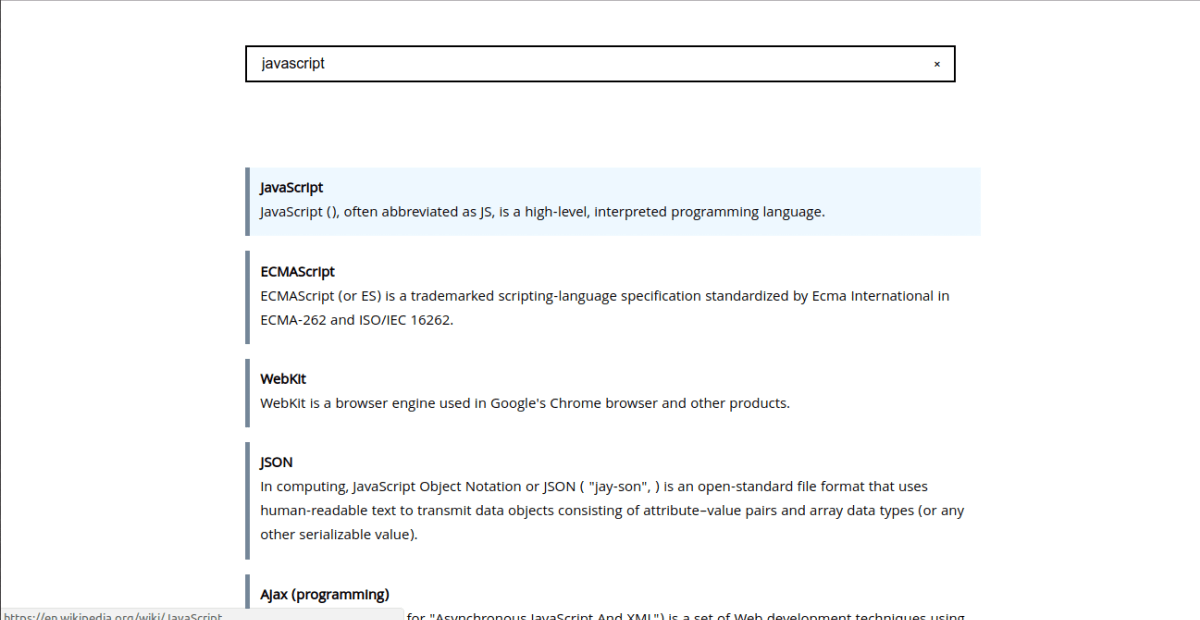 javascript ×
JavaScript
JavaScript (), often abbreviated as JS, is a high-level, interpreted programming language.
ECMAScript
ECMAScript (or ES) is a trademarked scripting-language specification standardized by Ecma International in
ECMA-262 and ISO/IEC 16262.
WebKit
WebKit is a browser engine used in Google's Chrome browser and other products.
JSON
In computing, JavaScript Object Notation or JSON ( "jay-son", ) is an open-standard file format that uses
human-readable text to transmit data objects consisting of attribute–value pairs and array data types (or any
other serializable value).
Ajax (programming)
https://en.wikipedia.org/wiki/JavaScript for "Asynchronous JavaScript And XML") is a set of Web development techniques using